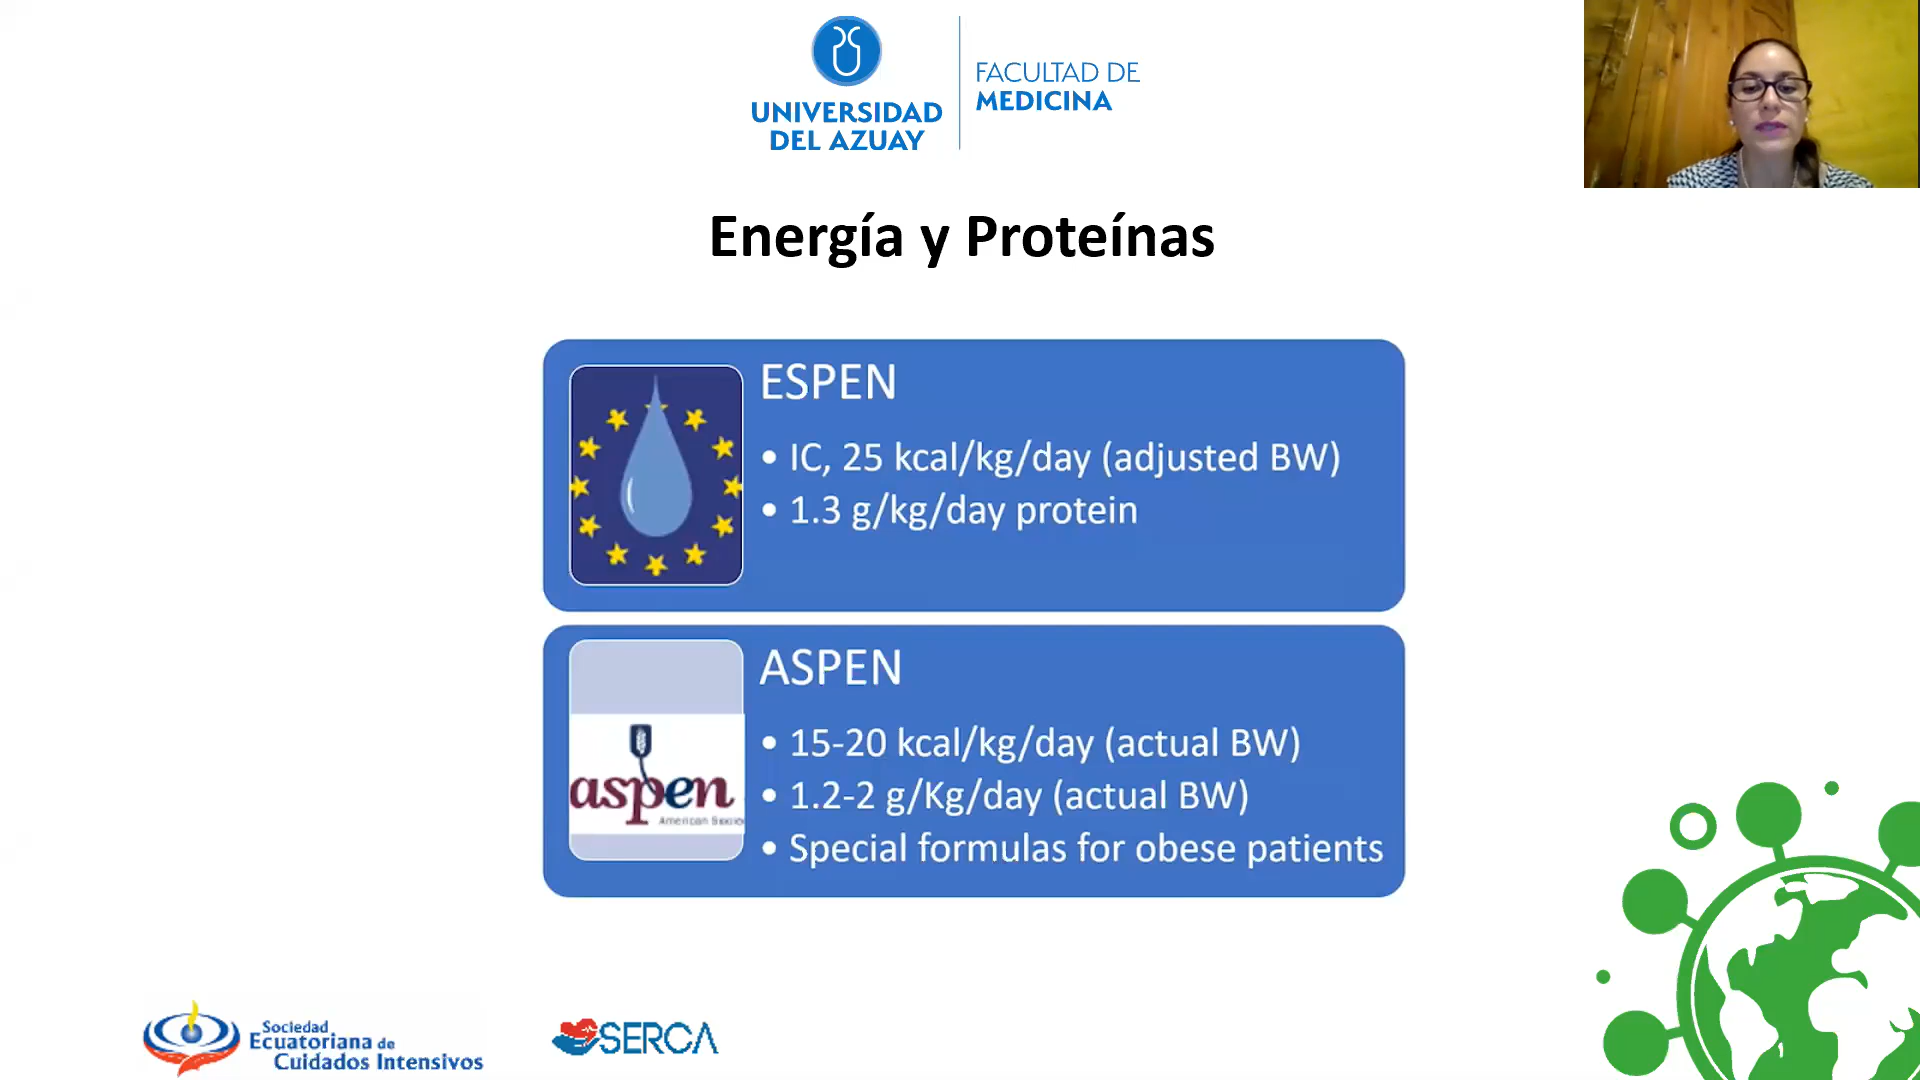 UNIVERSIDAD
DEL AZUAY
FACULTAD DE
MEDICINA
Energía y Proteínas
ESPEN
• IC, 25 kcal/kg/day (adjusted BW)
• 1.3 g/kg/day protein
ASPEN
• 15-20 kcal/kg/day (actual BW)
• 1.2-2 g/Kg/day (actual BW)
• Special formulas for obese patients
aspen
American
Sociedad
Ecuatoriana de
Cuidados Intensivos
SERCA